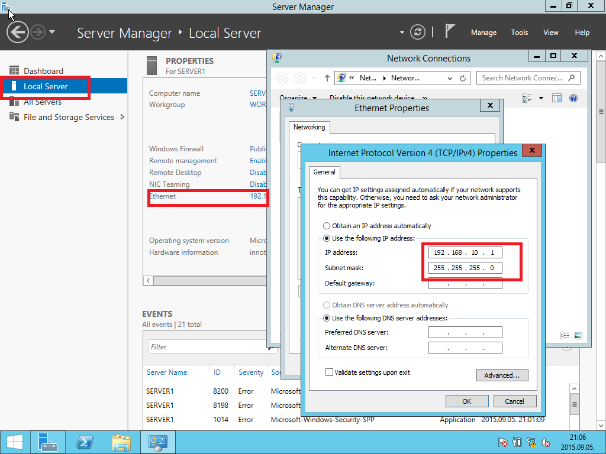 Server Manager
Server Manager • Local Server
Manage Tools View Help
Dashboard
Local Server
All Servers
File and Storage Services
PROPERTIES
For SERVER1
Computer name SERV
Workgroup WOR
Windows Firewall Public
Remote management Enabl
Remote Desktop Disab
NIC Teaming Disab
Ethernet 192.1
Operating system version Micros
Hardware information innot
EVENTS
All events | 21 total
Filter
Server Name ID Severity
SERVER1 8200 Error Microsoft-
SERVER1 8198 Error Microsoft-
SERVER1 1014 Error Microsoft-Windows-Security-SPP Application 2015.09.05. 21:01:09
Network Connections
Net... Network...
Search Network Connec...
Organize Disable this network device
Ethernet Properties
Networking
Internet Protocol Version 4 (TCP/IPv4) Properties
General
You can get IP settings assigned automatically if your network supports
this capability. Otherwise, you need to ask your network administrator
for the appropriate IP settings.
Obtain an IP address automatically
Use the following IP address:
IP address: 192 . 168 . 10 . 1
Subnet mask: 255 . 255 . 255 . 0
Default gateway: . . .
Obtain DNS server address automatically
Use the following DNS server addresses:
Preferred DNS server: . . .
Alternate DNS server: . . .
Validate settings upon exit
Advanced...
OK Cancel
21:06
2015.09.05.